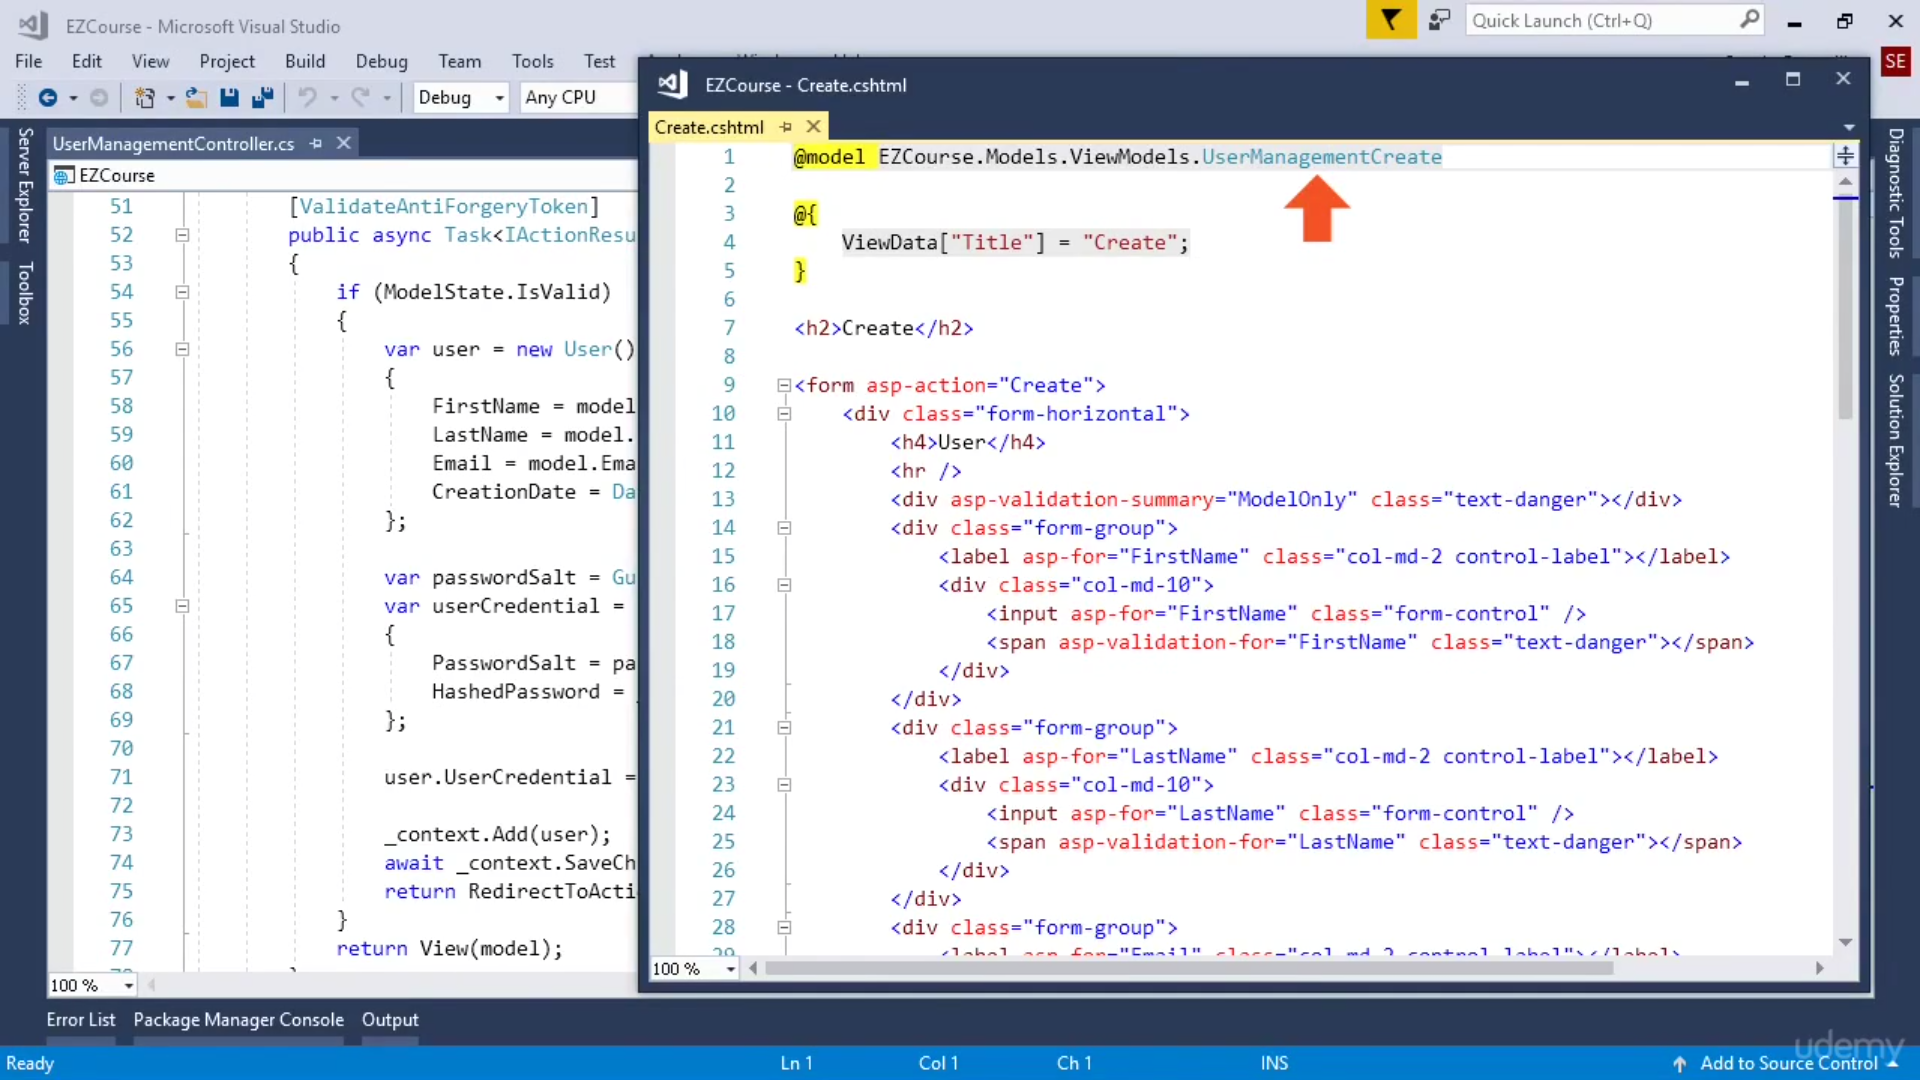 EZCourse - Microsoft Visual Studio
Quick Launch (Ctrl+Q)
File Edit View Project Build Debug Team Tools Test
SE
Debug Any CPU
EZCourse - Create.cshtml
Server Explorer
Toolbox
UserManagementController.cs
EZCourse
51 [ValidateAntiForgeryToken]
52 public async Task<IActionResu
53 {
54 if (ModelState.IsValid)
55 {
56 var user = new User()
57 {
58 FirstName = model
59 LastName = model.
60 Email = model.Ema
61 CreationDate = Da
62 };
63
64 var passwordSalt = Gu
65 var userCredential =
66 {
67 PasswordSalt = pa
68 HashedPassword =
69 };
70
71 user.UserCredential =
72
73 _context.Add(user);
74 await _context.SaveCh
75 return RedirectToActi
76 }
77 return View(model);
100 %
Create.cshtml
1 @model EZCourse.Models.ViewModels.UserManagementCreate
2
3 @{
4 ViewData["Title"] = "Create";
5 }
6
7 <h2>Create</h2>
8
9 <form asp-action="Create">
10 <div class="form-horizontal">
11 <h4>User</h4>
12 <hr />
13 <div asp-validation-summary="ModelOnly" class="text-danger"></div>
14 <div class="form-group">
15 <label asp-for="FirstName" class="col-md-2 control-label"></label>
16 <div class="col-md-10">
17 <input asp-for="FirstName" class="form-control" />
18 <span asp-validation-for="FirstName" class="text-danger"></span>
19 </div>
20 </div>
21 <div class="form-group">
22 <label asp-for="LastName" class="col-md-2 control-label"></label>
23 <div class="col-md-10">
24 <input asp-for="LastName" class="form-control" />
25 <span asp-validation-for="LastName" class="text-danger"></span>
26 </div>
27 </div>
28 <div class="form-group">
29 <label asp-for="Email" class="col-md-2 control-label"></label>
100 %
Diagnostic Tools
Properties
Solution Explorer
Error List Package Manager Console Output
udemy
Ready Ln 1 Col 1 Ch 1 INS Add to Source Control